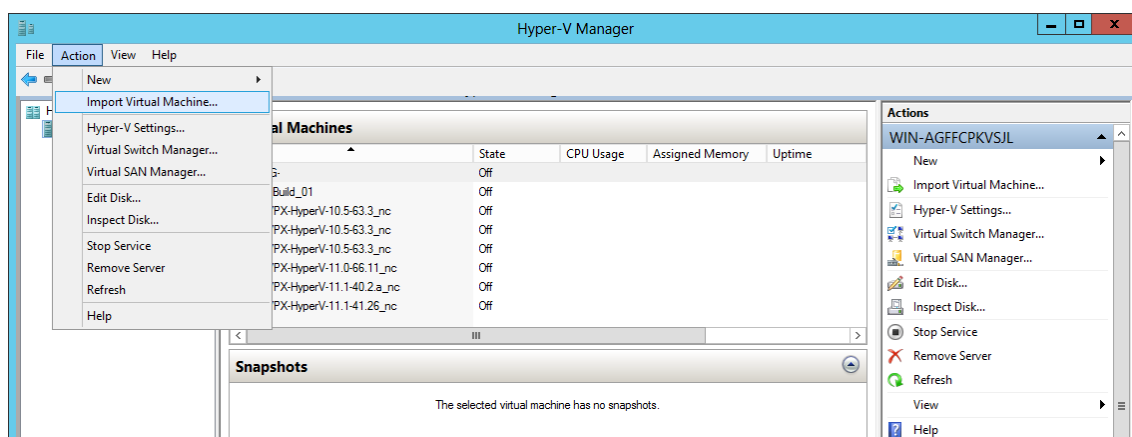 Hyper-V Manager
File Action View Help
New
Import Virtual Machine...
Hyper-V Settings...
Virtual Switch Manager...
Virtual SAN Manager...
Edit Disk...
Inspect Disk...
Stop Service
Remove Server
Refresh
Help
H
al Machines
State CPU Usage Assigned Memory Uptime
G- Off
Build_01 Off
PX-HyperV-10.5-63.3_nc Off
PX-HyperV-10.5-63.3_nc Off
PX-HyperV-10.5-63.3_nc Off
PX-HyperV-11.0-66.11_nc Off
PX-HyperV-11.1-40.2.a_nc Off
PX-HyperV-11.1-41.26_nc Off
Snapshots
The selected virtual machine has no snapshots.
Actions
WIN-AGFFCPKVSJL
New
Import Virtual Machine...
Hyper-V Settings...
Virtual Switch Manager...
Virtual SAN Manager...
Edit Disk...
Inspect Disk...
Stop Service
Remove Server
Refresh
View
Help